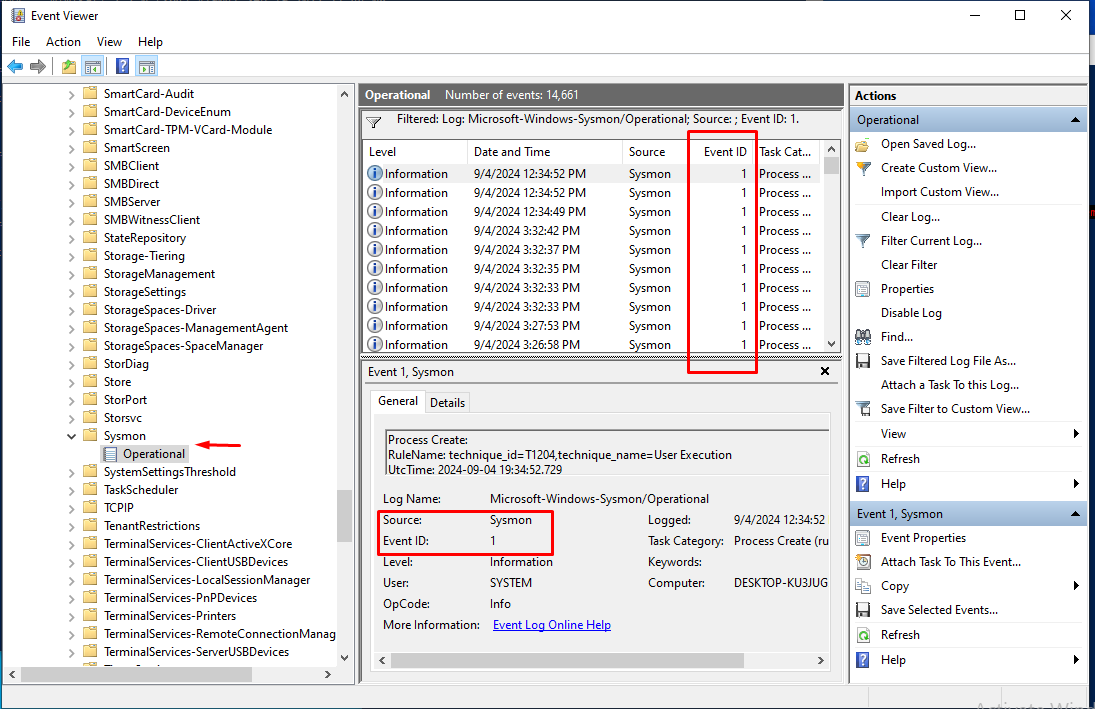 Event Viewer
File Action View Help
SmartCard-Audit
SmartCard-DeviceEnum
SmartCard-TPM-VCard-Module
SmartScreen
SMBClient
SMBDirect
SMBServer
SMBWitnessClient
StateRepository
Storage-Tiering
StorageManagement
StorageSettings
StorageSpaces-Driver
StorageSpaces-ManagementAgent
StorageSpaces-SpaceManager
StorDiag
Store
StorPort
Storsvc
Sysmon
Operational
SystemSettingsThreshold
TaskScheduler
TCPIP
TenantRestrictions
TerminalServices-ClientActiveXCore
TerminalServices-ClientUSBDevices
TerminalServices-LocalSessionManager
TerminalServices-PnPDevices
TerminalServices-Printers
TerminalServices-RemoteConnectionManag
TerminalServices-ServerUSBDevices
Operational Number of events: 14,661
Filtered: Log: Microsoft-Windows-Sysmon/Operational; Source: ; Event ID: 1.
Level Date and Time Source Event ID Task Cat...
Information 9/4/2024 12:34:52 PM Sysmon 1 Process ...
Information 9/4/2024 12:34:52 PM Sysmon 1 Process ...
Information 9/4/2024 12:34:49 PM Sysmon 1 Process ...
Information 9/4/2024 3:32:42 PM Sysmon 1 Process ...
Information 9/4/2024 3:32:37 PM Sysmon 1 Process ...
Information 9/4/2024 3:32:35 PM Sysmon 1 Process ...
Information 9/4/2024 3:32:33 PM Sysmon 1 Process ...
Information 9/4/2024 3:32:33 PM Sysmon 1 Process ...
Information 9/4/2024 3:27:53 PM Sysmon 1 Process ...
Information 9/4/2024 3:26:58 PM Sysmon 1 Process ...
Event 1, Sysmon
General Details
Process Create:
RuleName: technique_id=T1204,technique_name=User Execution
UtcTime: 2024-09-04 19:34:52.729
Log Name: Microsoft-Windows-Sysmon/Operational
Source: Sysmon Logged: 9/4/2024 12:34:52
Event ID: 1 Task Category: Process Create (ru
Level: Information Keywords:
User: SYSTEM Computer: DESKTOP-KU3JUG
OpCode: Info
More Information: Event Log Online Help
Actions
Operational
Open Saved Log...
Create Custom View...
Import Custom View...
Clear Log...
Filter Current Log...
Clear Filter
Properties
Disable Log
Find...
Save Filtered Log File As...
Attach a Task To this Log...
Save Filter to Custom View...
View
Refresh
Help
Event 1, Sysmon
Event Properties
Attach Task To This Event...
Copy
Save Selected Events...
Refresh
Help